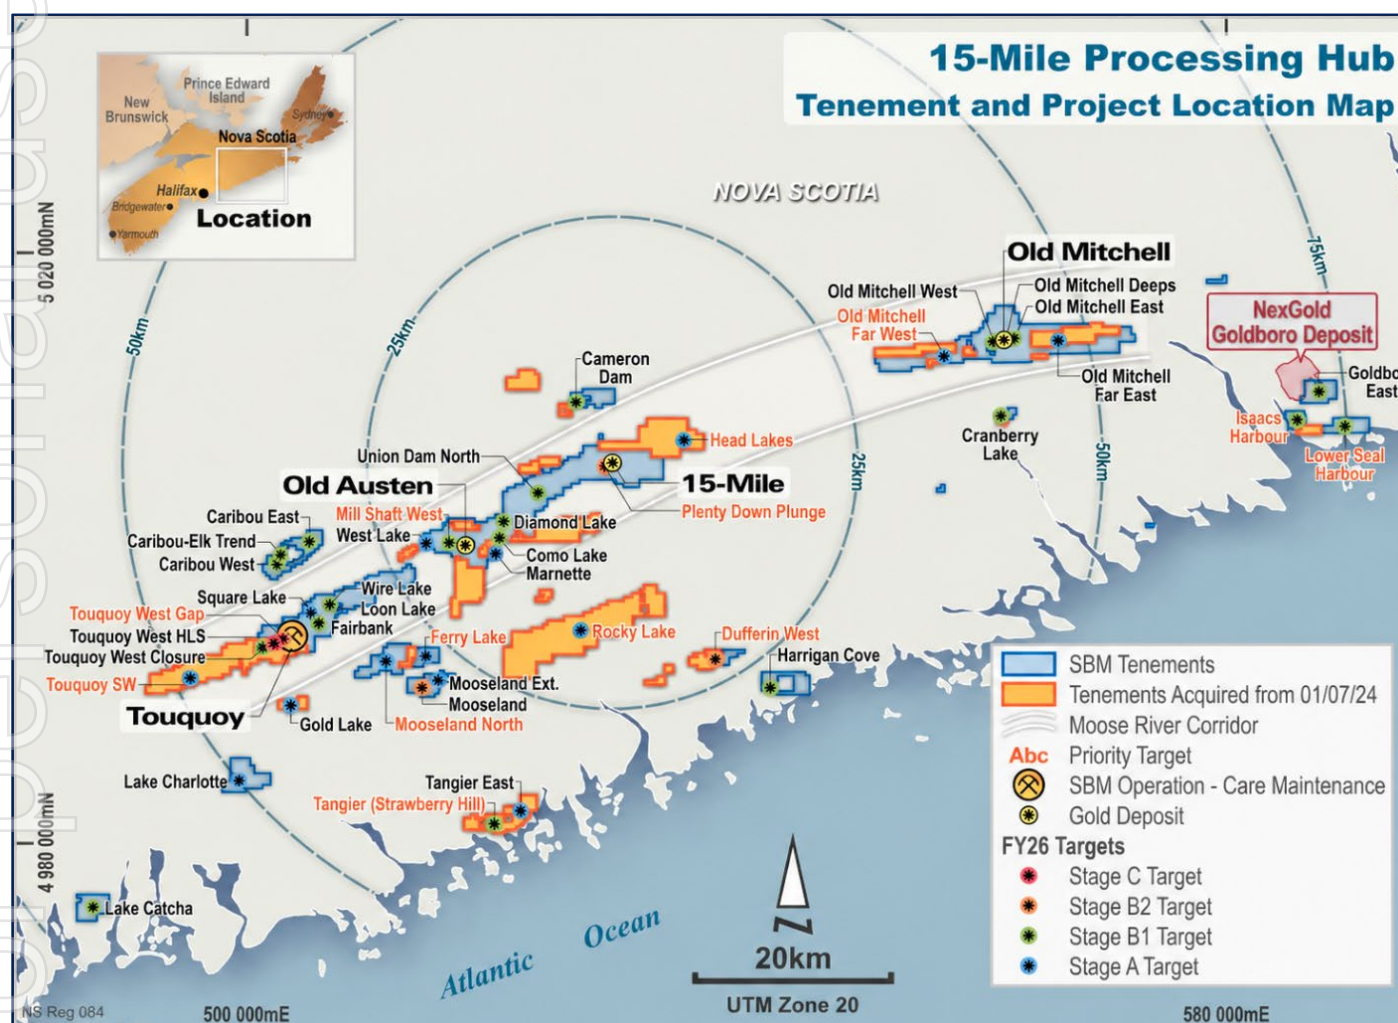 15-Mile Processing Hub
Tenement and Project Location Map
New
Brunswick
Prince Edward
Island
Sydney
Nova Scotia
Halifax
Bridgewater
Yarmouth
Location
NOVA SCOTIA
5 020 000mN
4 980 000mN
50km
25km
25km
50km
75km
Old Mitchell
Old Mitchell West
Old Mitchell Deeps
Old Mitchell East
Old Mitchell
Far West
Old Mitchell
Far East
NexGold
Goldboro Deposit
Goldbo
East
Isaacs
Harbour
Lower Seal
Harbour
Cranberry
Lake
Cameron
Dam
Head Lakes
Union Dam North
15-Mile
Plenty Down Plunge
Old Austen
Mill Shaft West
West Lake
Diamond Lake
Como Lake
Marnette
Caribou East
Caribou-Elk Trend
Caribou West
Wire Lake
Square Lake
Loon Lake
Fairbank
Touquoy West Gap
Touquoy West HLS
Touquoy West Closure
Touquoy SW
Touquoy
Ferry Lake
Rocky Lake
Dufferin West
Harrigan Cove
Mooseland Ext.
Mooseland
Mooseland North
Gold Lake
Lake Charlotte
Tangier East
Tangier (Strawberry Hill)
Lake Catcha
Atlantic Ocean
N
20km
UTM Zone 20
SBM Tenements
Tenements Acquired from 01/07/24
Moose River Corridor
Abc Priority Target
SBM Operation - Care Maintenance
Gold Deposit
FY26 Targets
Stage C Target
Stage B2 Target
Stage B1 Target
Stage A Target
NS Reg 084
500 000mE
580 000mE